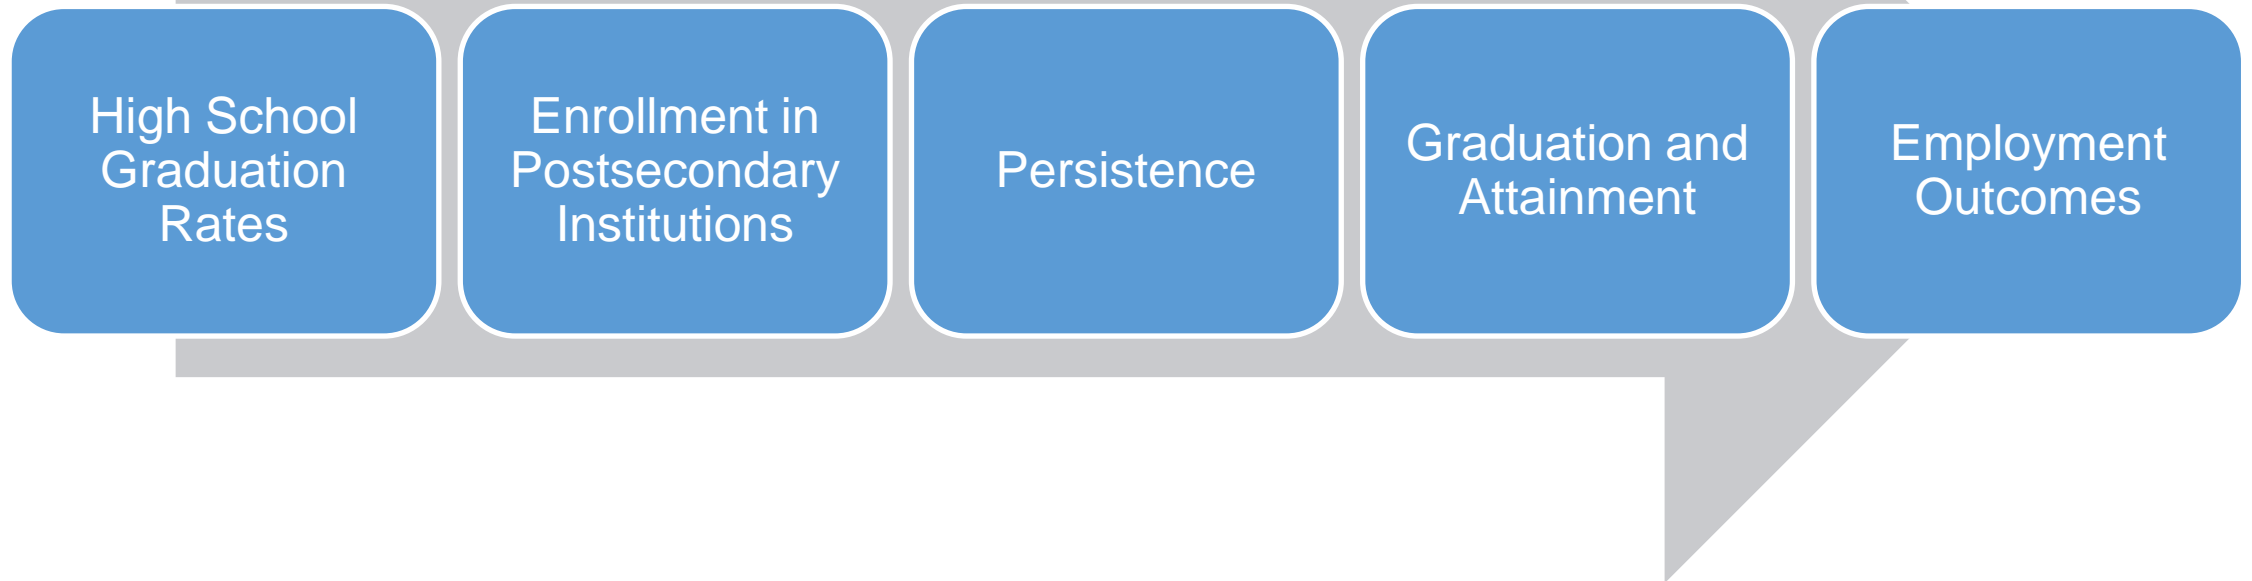 High School
Graduation
Rates
Enrollment in
Postsecondary
Institutions
Persistence
Graduation and
Attainment
Employment
Outcomes